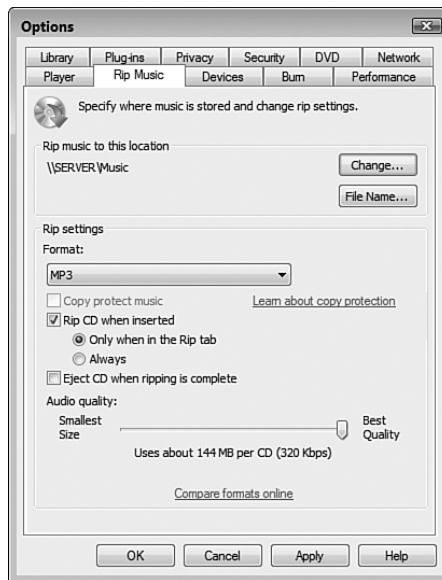 Options
Library Plug-ins Privacy Security DVD Network
Player Rip Music Devices Burn Performance
Specify where music is stored and change rip settings.
Rip music to this location
\\SERVER\Music
Change...
File Name...
Rip settings
Format:
MP3
Copy protect music Learn about copy protection
Rip CD when inserted
Only when in the Rip tab
Always
Eject CD when ripping is complete
Audio quality:
Smallest
Size
Best
Quality
Uses about 144 MB per CD (320 Kbps)
Compare formats online
OK Cancel Apply Help